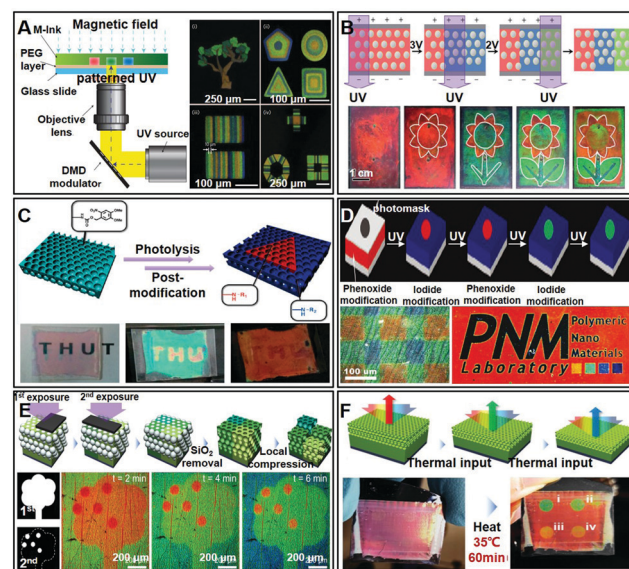 A
Magnetic field
M-Ink
PEG
layer
patterned UV
Glass slide
Objective
lens
UV source
DMD
modulator
(i)
(ii)
250 μm
100 μm
(iv)
100 μm
250 μm
B
+ + + + + + + + + + + +
3V
2V
UV
UV
UV
1 cm
C
Photolysis
Post-
modification
THUT
THU
D
photomask
UV
UV
UV
UV
Phenoxide
modification
Iodide
modification
Phenoxide
modification
Iodide
modification
100 um
PNM
Laboratory
Polymeric
Nano
Materials
E
1st exposure
2nd exposure
SiO2
removal
Local
compression
1st
2nd
t = 2 min
t = 4 min
t = 6 min
200 μm
200 μm
200 μm
F
Thermal input
Thermal input
Heat
35℃
60min
i
ii
iii
iv